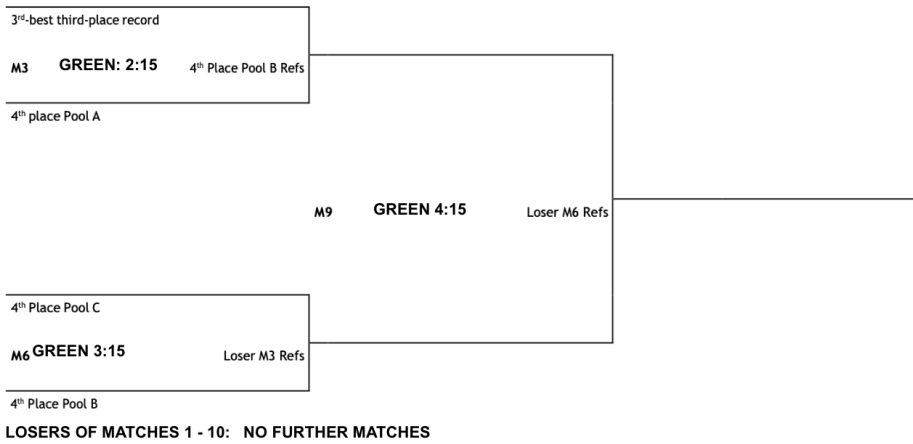 3rd-best third-place record
M3 GREEN: 2:15 4th Place Pool B Refs
4th place Pool A
M9 GREEN 4:15 Loser M6 Refs
4th Place Pool C
M6 GREEN 3:15 Loser M3 Refs
4th Place Pool B
LOSERS OF MATCHES 1 - 10: NO FURTHER MATCHES